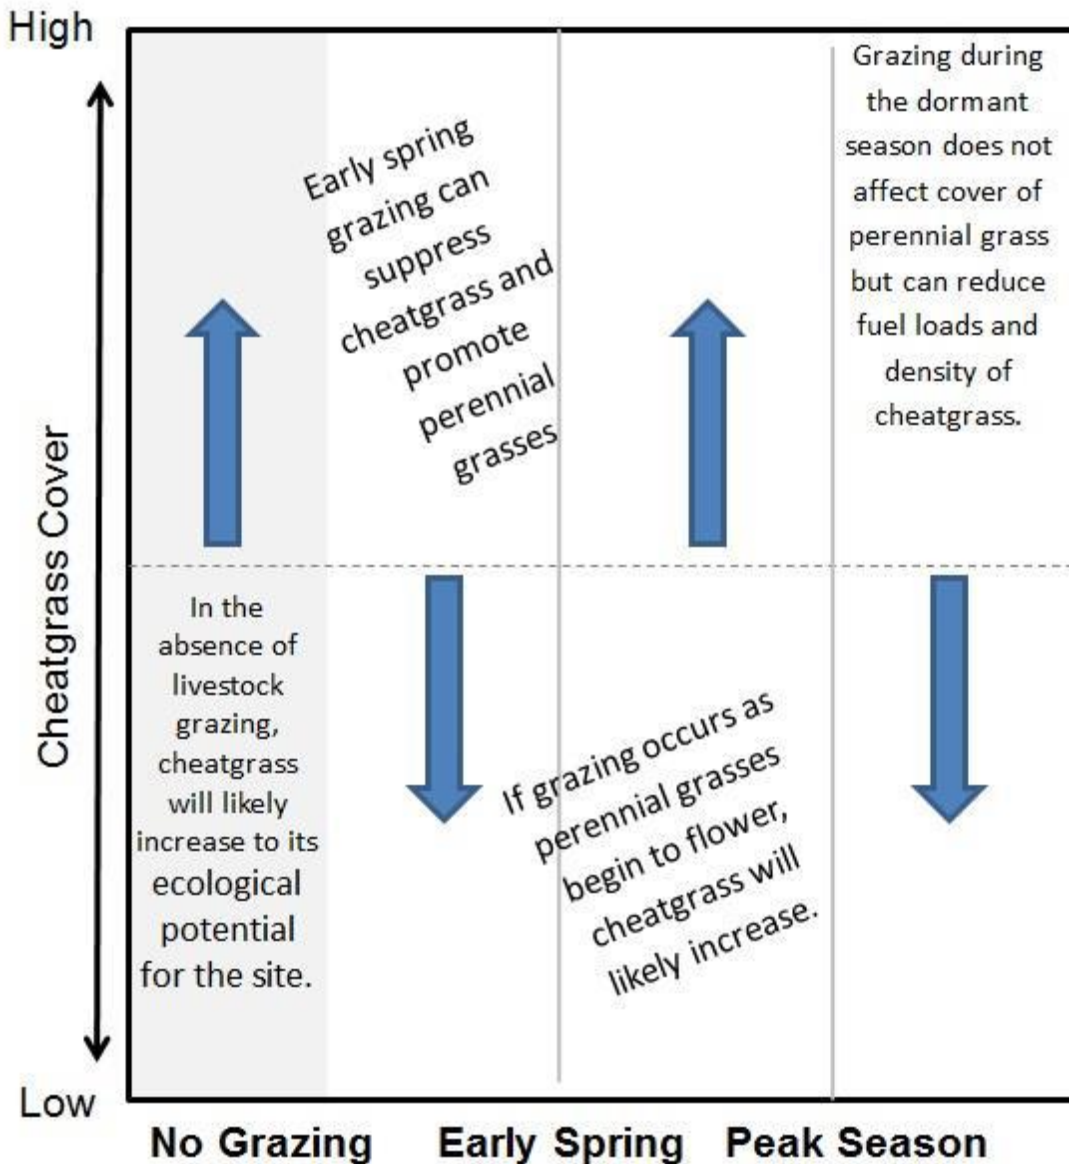 High
Cheatgrass Cover
Low
In the
absence of
livestock
grazing,
cheatgrass
will likely
increase to its
ecological
potential
for the site.
Early spring
grazing can
suppress
cheatgrass and
promote
perennial
grasses
If grazing occurs as
perennial grasses
begin to flower,
cheatgrass will
likely increase.
Grazing during
the dormant
season does not
affect cover of
perennial grass
but can reduce
fuel loads and
density of
cheatgrass.
No Grazing Early Spring Peak Season